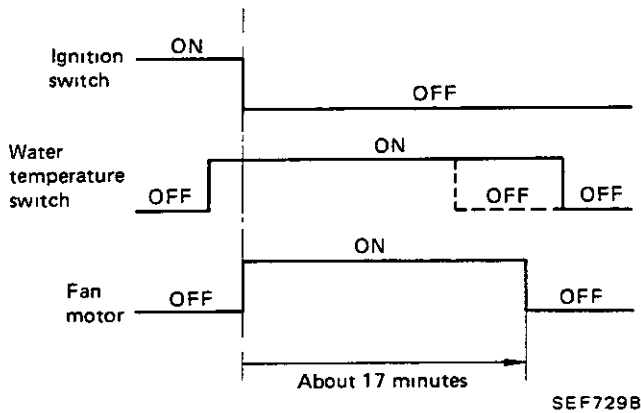 ON
Ignition
switch
OFF
Water
temperature
switch
ON
OFF
OFF
OFF
ON
Fan
motor
OFF
OFF
About 17 minutes
SEF729B